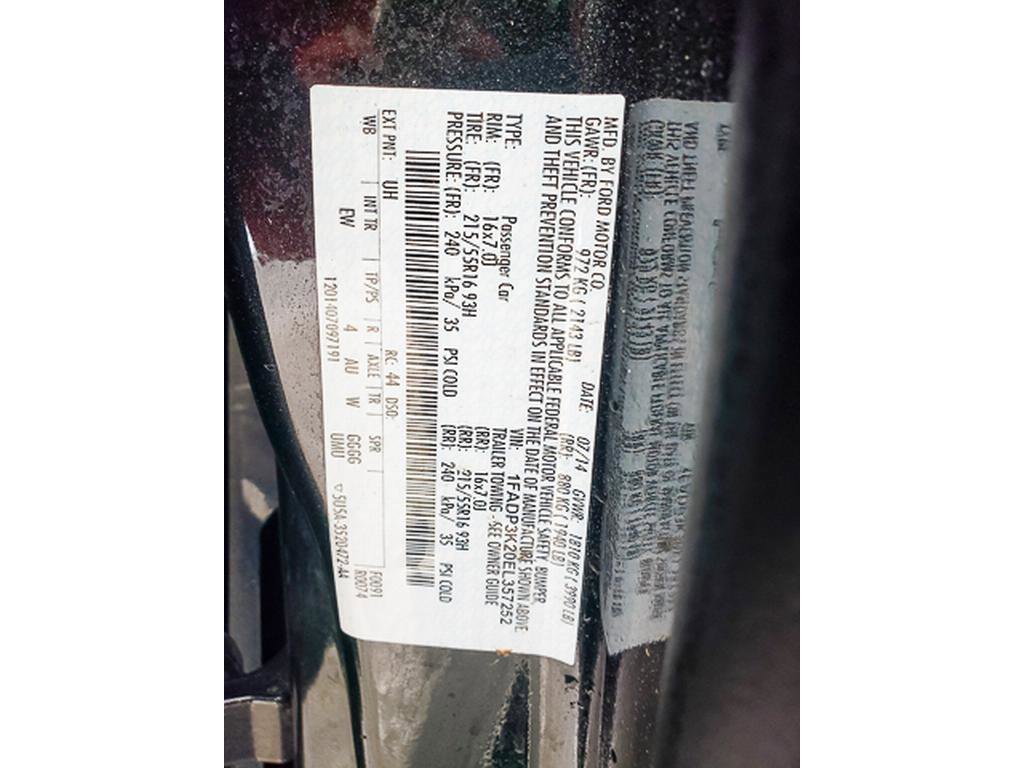 MFD. BY FORD MOTOR CO.
DATE: 07/14 GVWR: 1810 KG ( 3990 LB)
GAWR: (FR): 972 KG ( 2143 LB) (RR): 880 KG ( 1940 LB)
THIS VEHICLE CONFORMS TO ALL APPLICABLE FEDERAL MOTOR VEHICLE SAFETY, BUMPER
AND THEFT PREVENTION STANDARDS IN EFFECT ON THE DATE OF MANUFACTURE SHOWN ABOVE
VIN: 1FADP3K20EL357252
TYPE: Passenger Car TRAILER TOWING - SEE OWNER GUIDE
RIM: (FR): 16x7.0J (RR): 16x7.0J
TIRE: (FR): 215/55R16 93H (RR): 215/55R16 93H
PRESSURE: (FR): 240 kPa/ 35 PSI COLD (RR): 240 kPa/ 35 PSI COLD
EXT PNT: UH RC: 44 DSO: F0091
WB INT TR TP/PS R AXLE TR SPR R0074
EW 4 AU W GGGG
UMU
1201407097191 ▽5U5A-3520472-AA